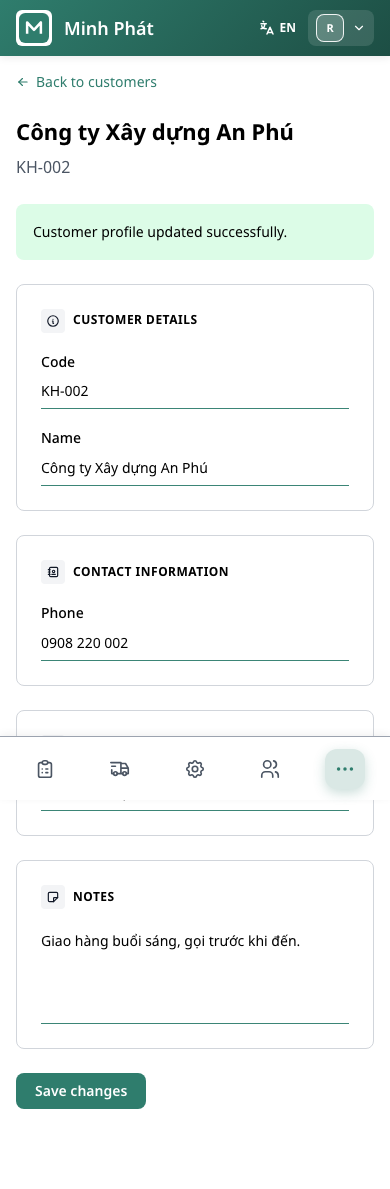 Minh Phát
EN
R
Back to customers
Công ty Xây dựng An Phú
KH-002
Customer profile updated successfully.
CUSTOMER DETAILS
Code
KH-002
Name
Công ty Xây dựng An Phú
CONTACT INFORMATION
Phone
0908 220 002
NOTES
Giao hàng buổi sáng, gọi trước khi đến.
Save changes